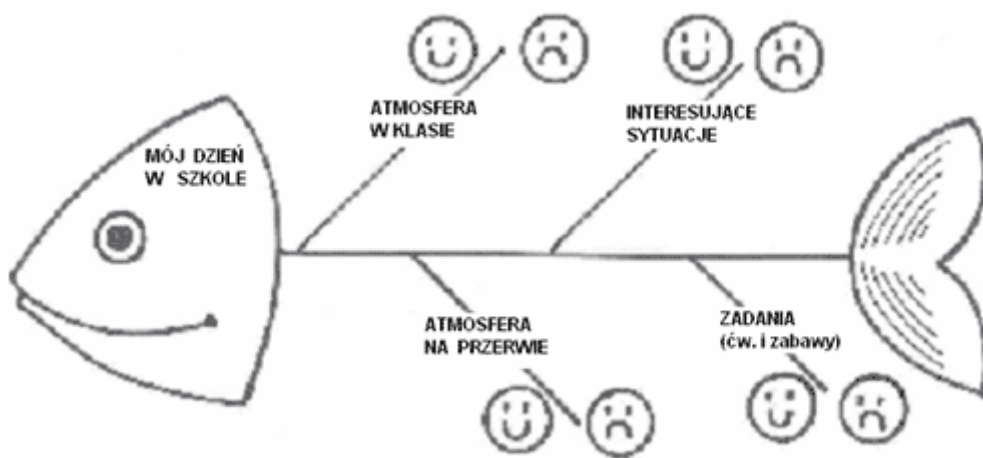 MÓJ DZIEŃ
W SZKOLE
ATMOSFERA
W KLASIE
INTERESUJĄCE
SYTUACJE
ATMOSFERA
NA PRZERWIE
ZADANIA
(ćw. i zabawy)